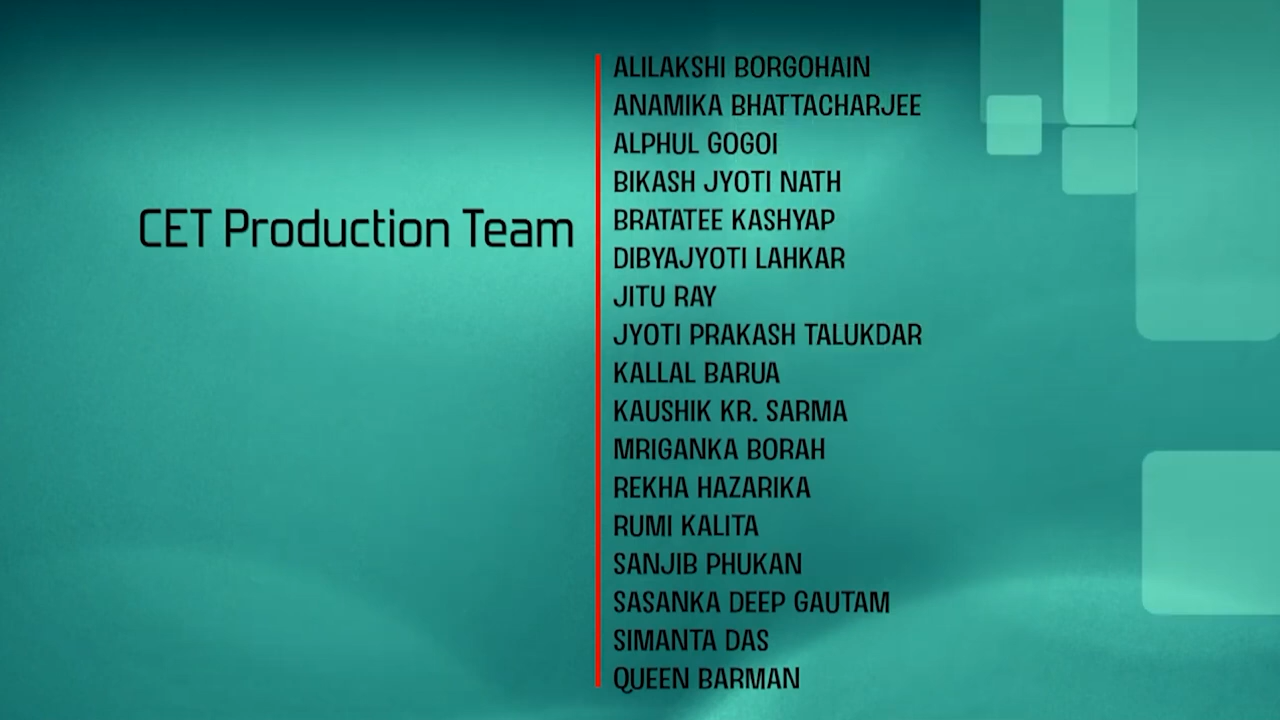 CET Production Team
ALILAKSHI BORGOHAIN
ANAMIKA BHATTACHARJEE
ALPHUL GOGOI
BIKASH JYOTI NATH
BRATATEE KASHYAP
DIBYAJYOTI LAHKAR
JITU RAY
JYOTI PRAKASH TALUKDAR
KALLAL BARUA
KAUSHIK KR. SARMA
MRIGANKA BORAH
REKHA HAZARIKA
RUMI KALITA
SANJIB PHUKAN
SASANKA DEEP GAUTAM
SIMANTA DAS
QUEEN BARMAN